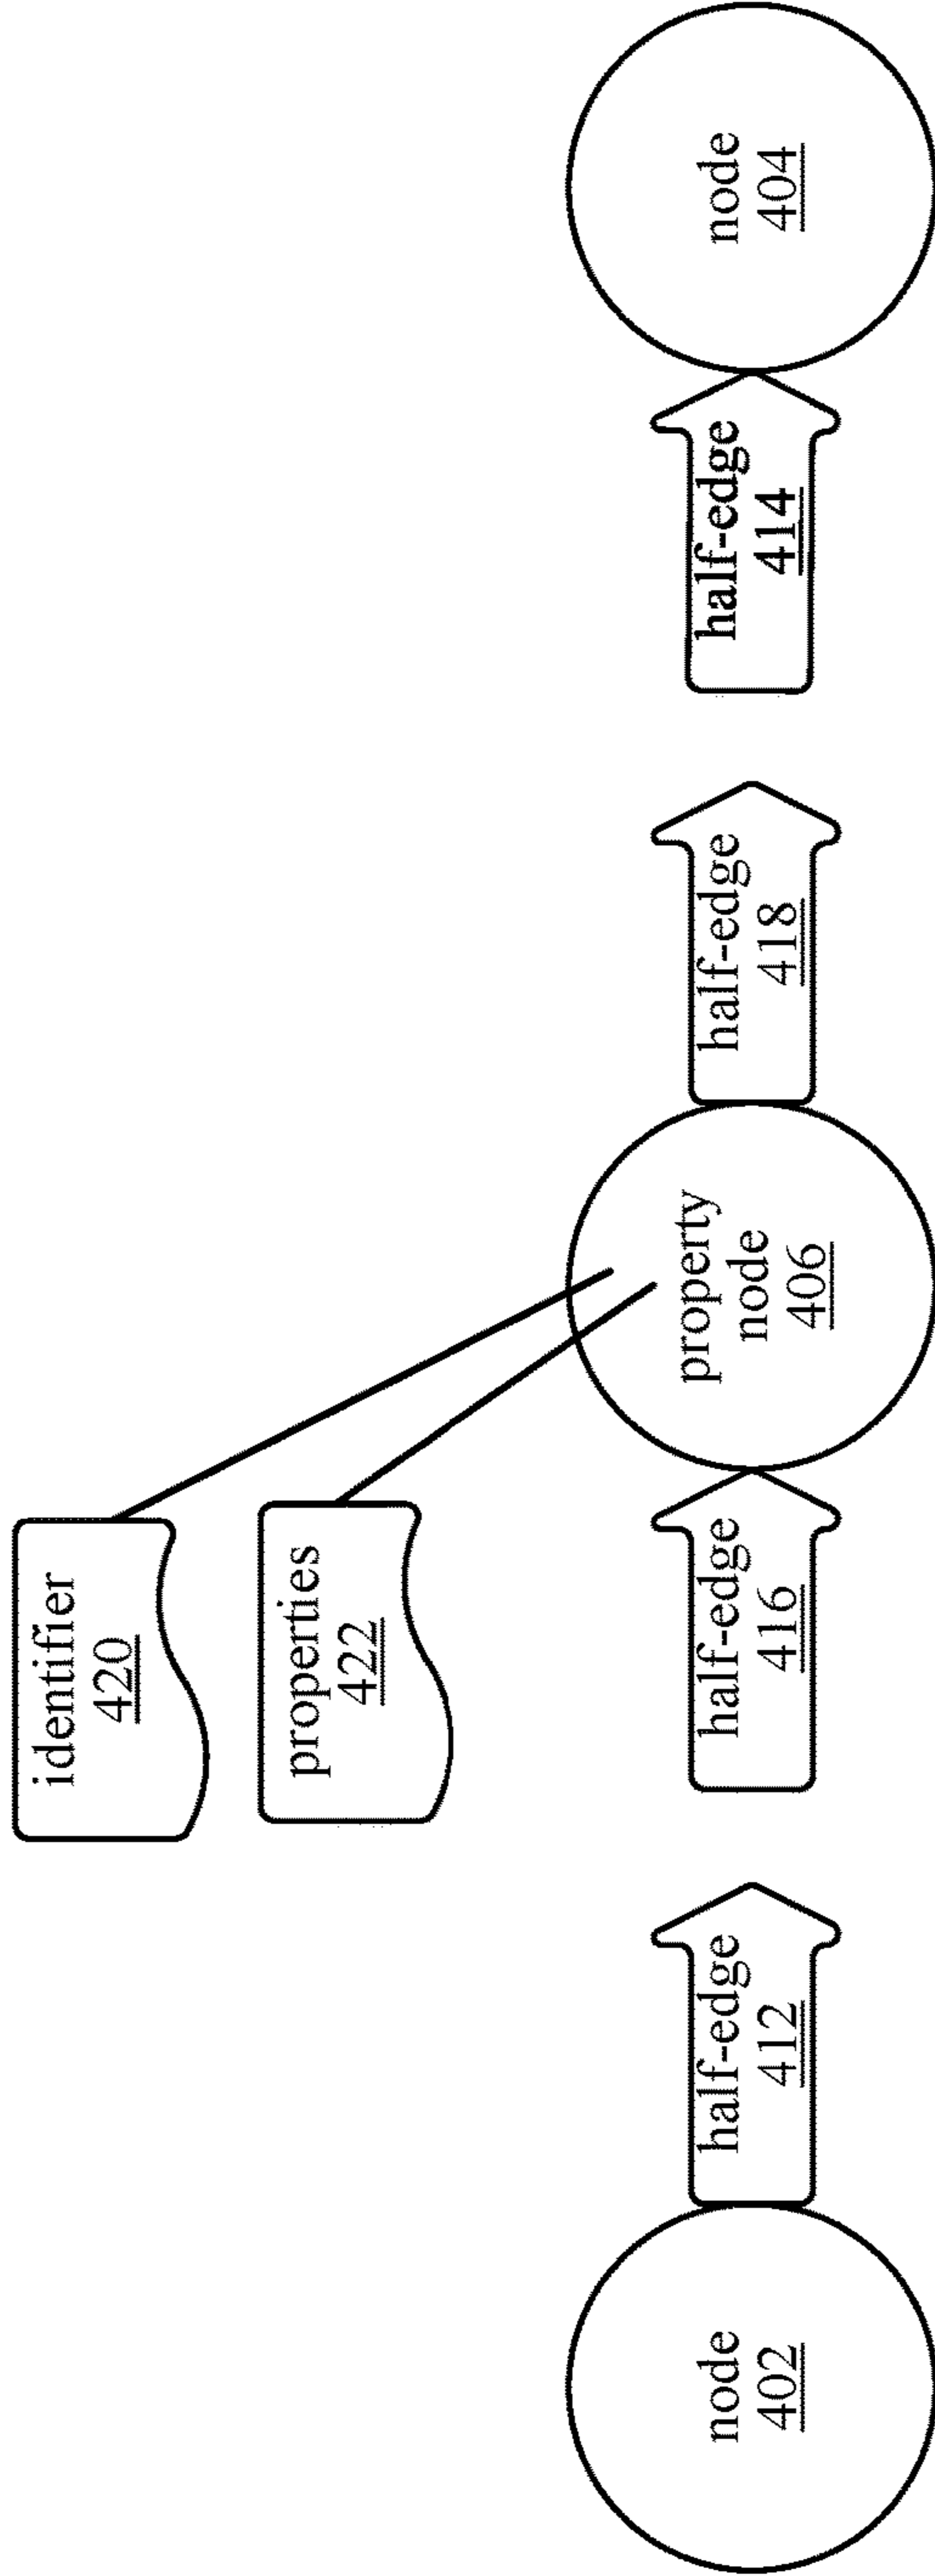 identifier
420
properties
422
node
402
half-edge
412
half-edge
416
property
node
406
half-edge
418
half-edge
414
node
404